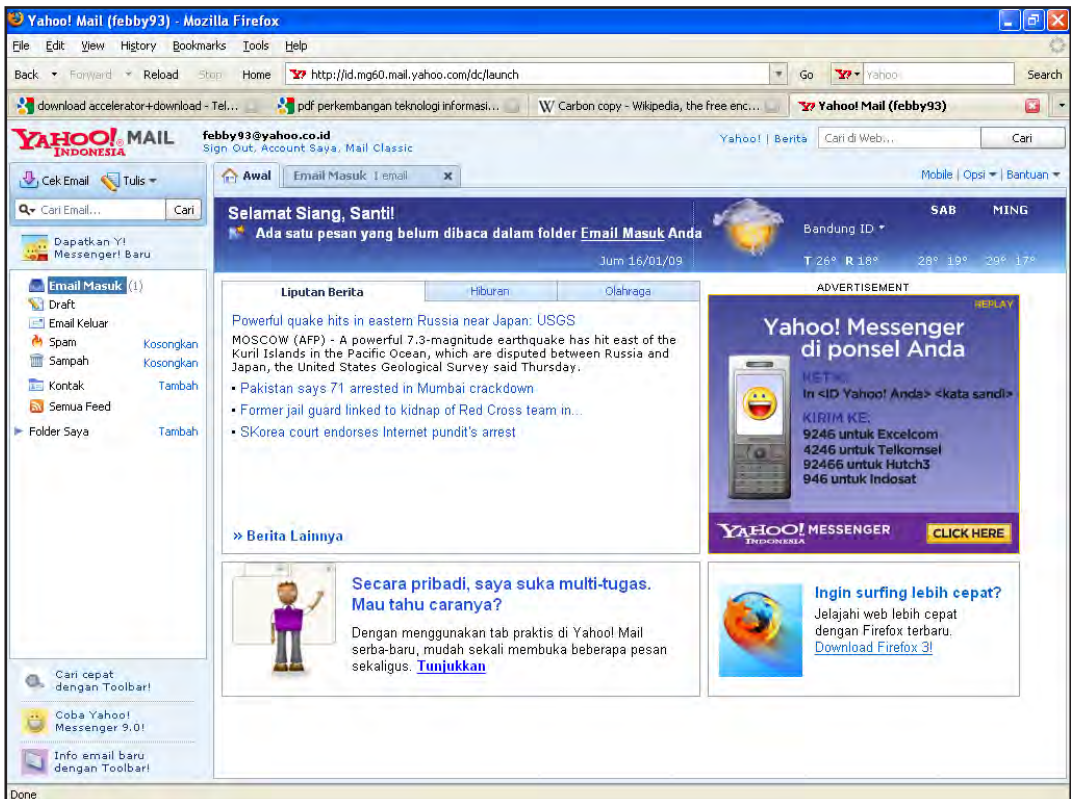 Yahoo! Mail (febby93) - Mozilla Firefox
File Edit View History Bookmarks Tools Help
Back Forward Reload Stop Home http://id.mg60.mail.yahoo.com/dc/launch Go Yahoo Search
download accelerator+download - Tel... pdf perkembangan teknologi informasi... Carbon copy - Wikipedia, the free enc... Yahoo! Mail (febby93)
YAHOO! MAIL
INDONESIA
febby93@yahoo.co.id
Sign Out, Account Saya, Mail Classic
Yahoo! | Berita Cari di Web... Cari
Cek Email Tulis
Awal Email Masuk 1 email
Mobile | Opsi | Bantuan
Cari Email... Cari
Dapatkan Y!
Messenger! Baru
Email Masuk (1)
Draft
Email Keluar
Spam Kosongkan
Sampah Kosongkan
Kontak Tambah
Semua Feed
Folder Saya Tambah
Cari cepat
dengan Toolbar!
Coba Yahoo!
Messenger 9.0!
Info email baru
dengan Toolbar!
Selamat Siang, Santi!
Ada satu pesan yang belum dibaca dalam folder Email Masuk Anda
Jum 16/01/09
SAB MING
Bandung ID
T 26° R 18° 28° 19° 29° 17°
Liputan Berita Hiburan Olahraga
Powerful quake hits in eastern Russia near Japan: USGS
MOSCOW (AFP) - A powerful 7.3-magnitude earthquake has hit east of the
Kuril Islands in the Pacific Ocean, which are disputed between Russia and
Japan, the United States Geological Survey said Thursday.
▪ Pakistan says 71 arrested in Mumbai crackdown
▪ Former jail guard linked to kidnap of Red Cross team in...
▪ SKorea court endorses Internet pundit's arrest
» Berita Lainnya
ADVERTISEMENT
REPLAY
Yahoo! Messenger
di ponsel Anda
KETIK:
In <ID Yahoo! Anda> <kata sandi>
KIRIM KE:
9246 untuk Excelcom
4246 untuk Telkomsel
92466 untuk Hutch3
946 untuk Indosat
YAHOO! MESSENGER
INDONESIA
CLICK HERE
Secara pribadi, saya suka multi-tugas.
Mau tahu caranya?
Dengan menggunakan tab praktis di Yahoo! Mail
serba-baru, mudah sekali membuka beberapa pesan
sekaligus. Tunjukkan
Ingin surfing lebih cepat?
Jelajahi web lebih cepat
dengan Firefox terbaru.
Download Firefox 3!
Done